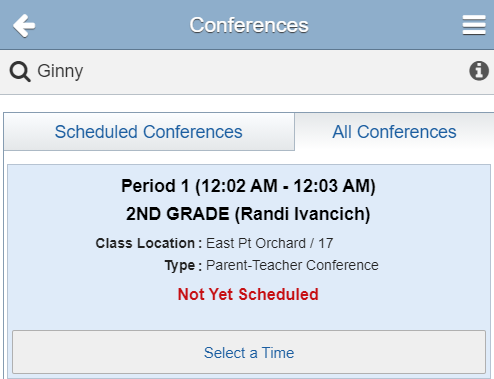 Conferences
Ginny
Scheduled Conferences All Conferences
Period 1 (12:02 AM - 12:03 AM)
2ND GRADE (Randi Ivancich)
Class Location : East Pt Orchard / 17
Type : Parent-Teacher Conference
Not Yet Scheduled
Select a Time